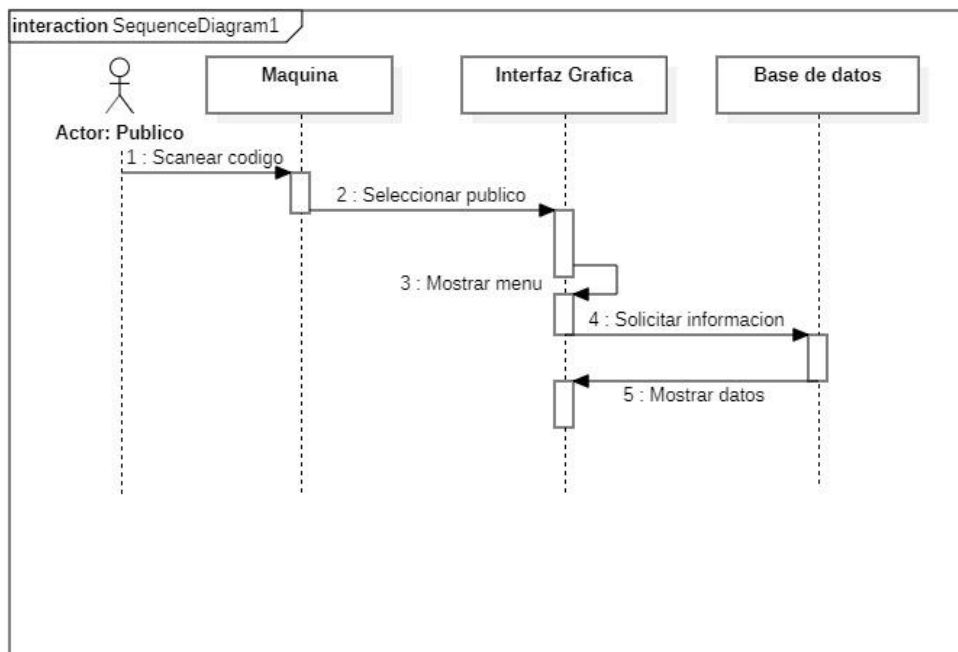 interaction SequenceDiagram1
Maquina
Interfaz Grafica
Base de datos
Actor: Publico
1 : Scanear codigo
2 : Seleccionar publico
3 : Mostrar menu
4 : Solicitar informacion
5 : Mostrar datos